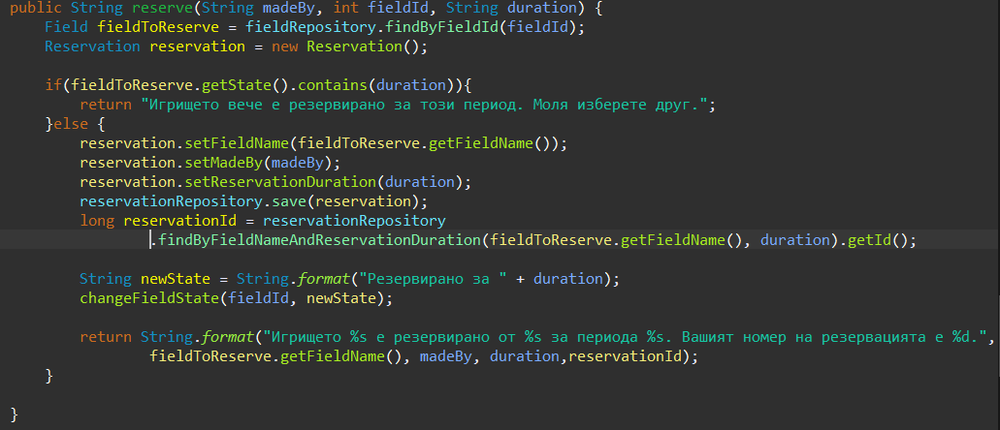 public String reserve(String madeBy, int fieldId, String duration) {
    Field fieldToReserve = fieldRepository.findByFieldId(fieldId);
    Reservation reservation = new Reservation();

    if(fieldToReserve.getState().contains(duration)){
        return "Игрището вече е резервирано за този период. Моля изберете друг.";
    }else {
        reservation.setFieldName(fieldToReserve.getFieldName());
        reservation.setMadeBy(madeBy);
        reservation.setReservationDuration(duration);
        reservationRepository.save(reservation);
        long reservationId = reservationRepository
                .findByFieldNameAndReservationDuration(fieldToReserve.getFieldName(), duration).getId();

        String newState = String.format("Резервирано за " + duration);
        changeFieldState(fieldId, newState);

        return String.format("Игрището %s е резервирано от %s за периода %s. Вашият номер на резервацията е %d.",
                fieldToReserve.getFieldName(), madeBy, duration,reservationId);
    }

}